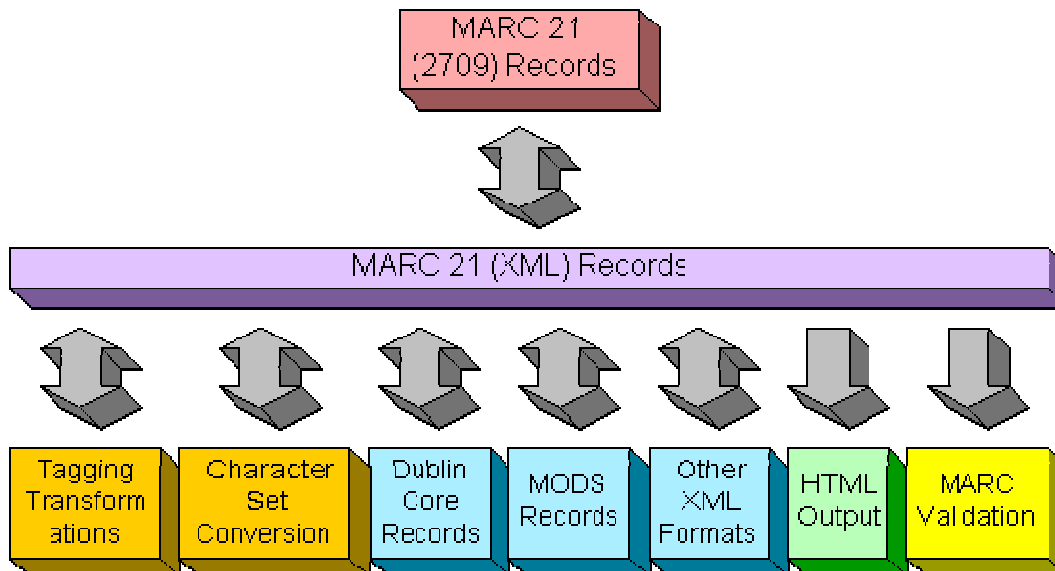 MARC 21
(2709) Records
MARC 21 (XML) Records
Tagging
Transform
ations
Character
Set
Conversion
Dublin
Core
Records
MODS
Records
Other
XML
Formats
HTML
Output
MARC
Validation